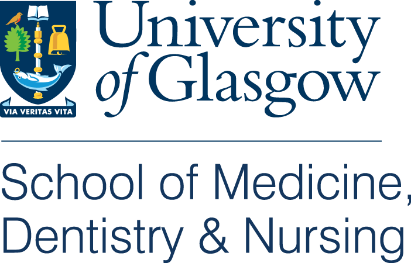 University
of Glasgow
VIA VERITAS VITA
School of Medicine,
Dentistry & Nursing